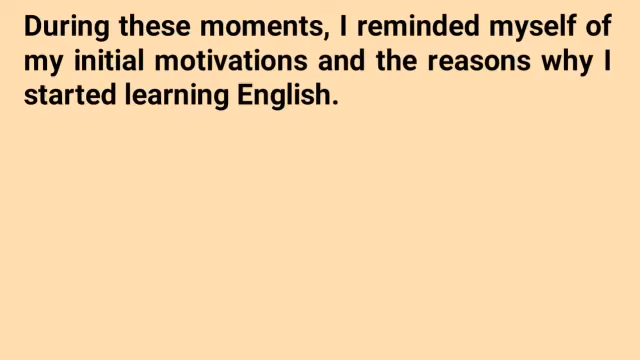 During these moments, I reminded myself of
my initial motivations and the reasons why I
started learning English.